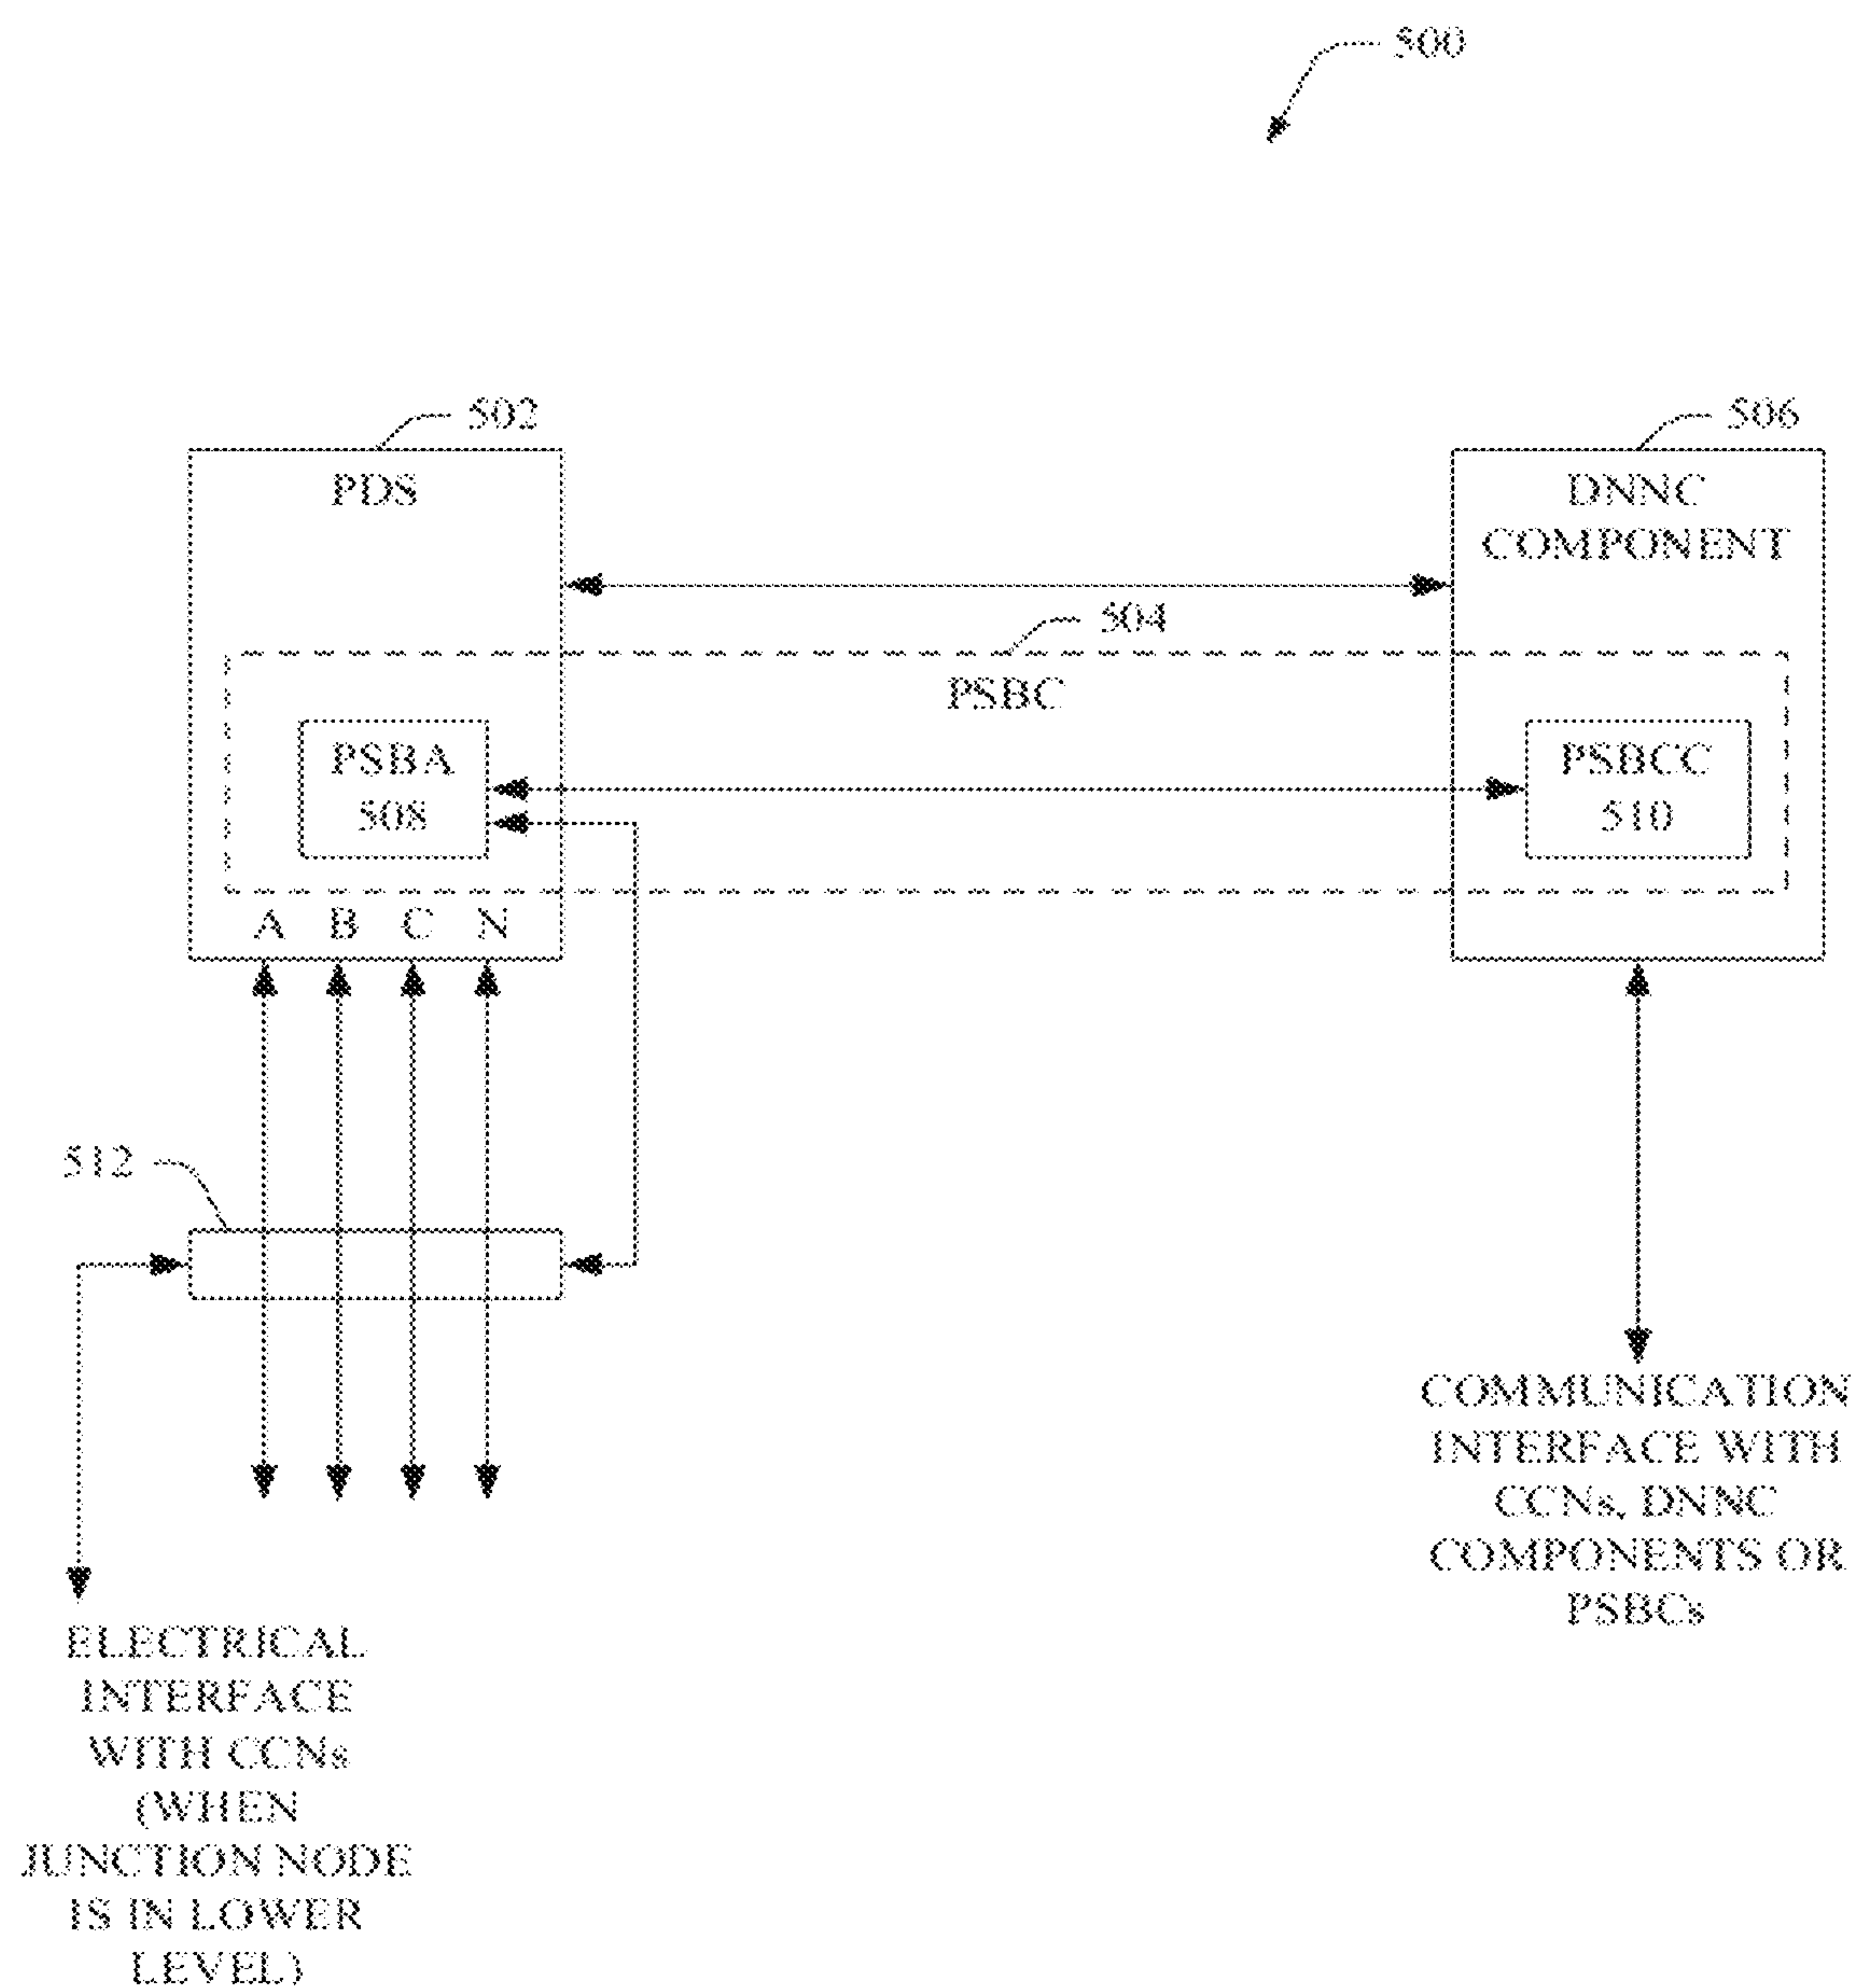 500
502
506
PDS
DNNC
COMPONENT
504
PSBC
PSBA
508
PSBCC
510
A B C N
512
COMMUNICATION
INTERFACE WITH
CCNs, DNNC
COMPONENTS OR
PSBCs
ELECTRICAL
INTERFACE
WITH CCNs
(WHEN
JUNCTION NODE
IS IN LOWER
LEVEL)